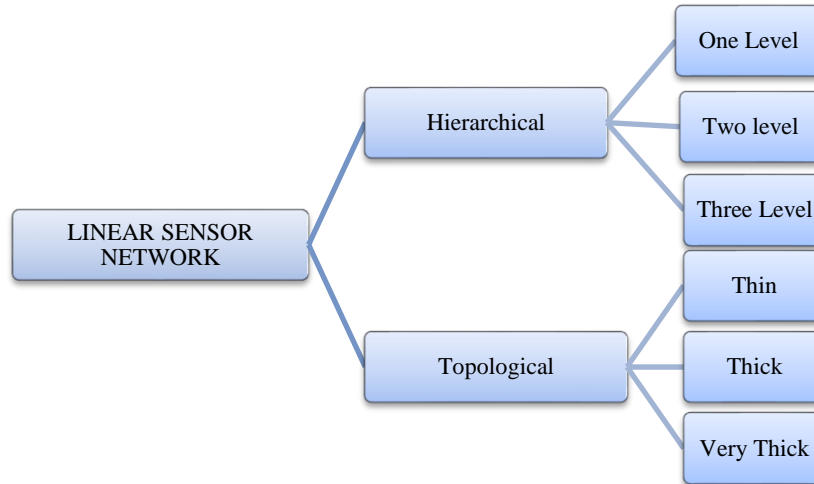 LINEAR SENSOR
NETWORK
Hierarchical
One Level
Two level
Three Level
Topological
Thin
Thick
Very Thick